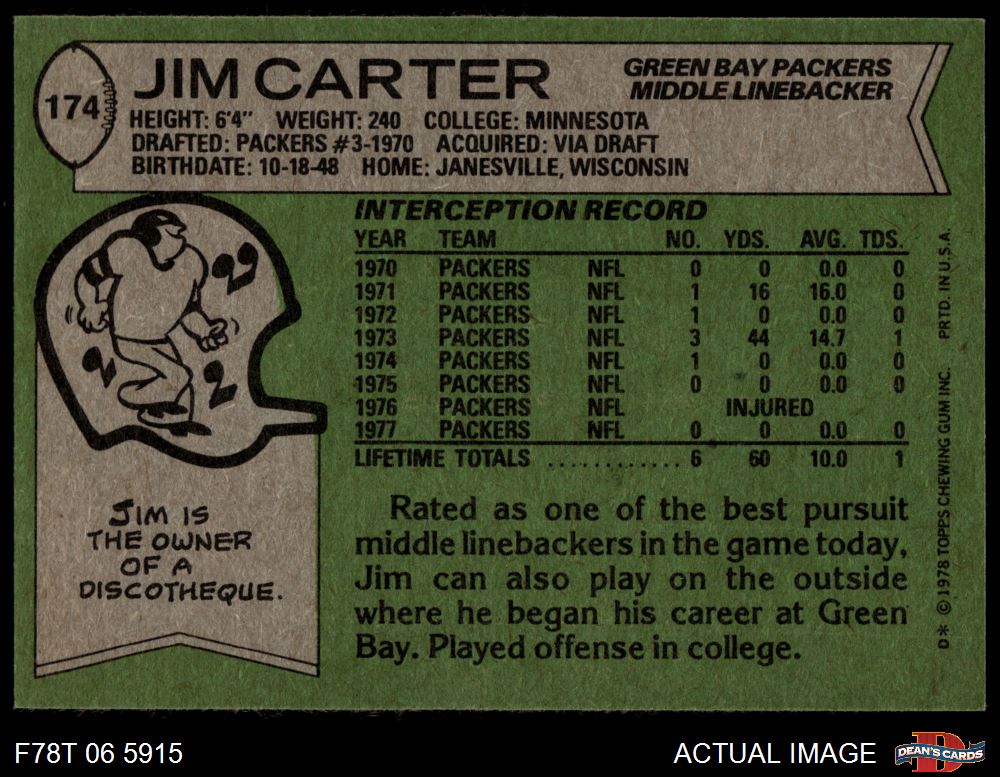 174
JIM CARTER
GREEN BAY PACKERS
MIDDLE LINEBACKER
HEIGHT: 6'4" WEIGHT: 240 COLLEGE: MINNESOTA
DRAFTED: PACKERS #3-1970 ACQUIRED: VIA DRAFT
BIRTHDATE: 10-18-48 HOME: JANESVILLE, WISCONSIN
INTERCEPTION RECORD
YEAR TEAM NO. YDS. AVG. TDS.
1970 PACKERS NFL 0 0 0.0 0
1971 PACKERS NFL 1 16 16.0 0
1972 PACKERS NFL 1 0 0.0 0
1973 PACKERS NFL 3 44 14.7 1
1974 PACKERS NFL 1 0 0.0 0
1975 PACKERS NFL 0 0 0.0 0
1976 PACKERS NFL INJURED
1977 PACKERS NFL 0 0 0.0 0
LIFETIME TOTALS ............ 6 60 10.0 1
JIM IS
THE OWNER
OF A
DISCOTHEQUE.
Rated as one of the best pursuit
middle linebackers in the game today,
Jim can also play on the outside
where he began his career at Green
Bay. Played offense in college.
D* © 1978 TOPPS CHEWING GUM INC. PRTD. IN U.S.A.
F78T 06 5915
ACTUAL IMAGE
DEAN'S CARDS